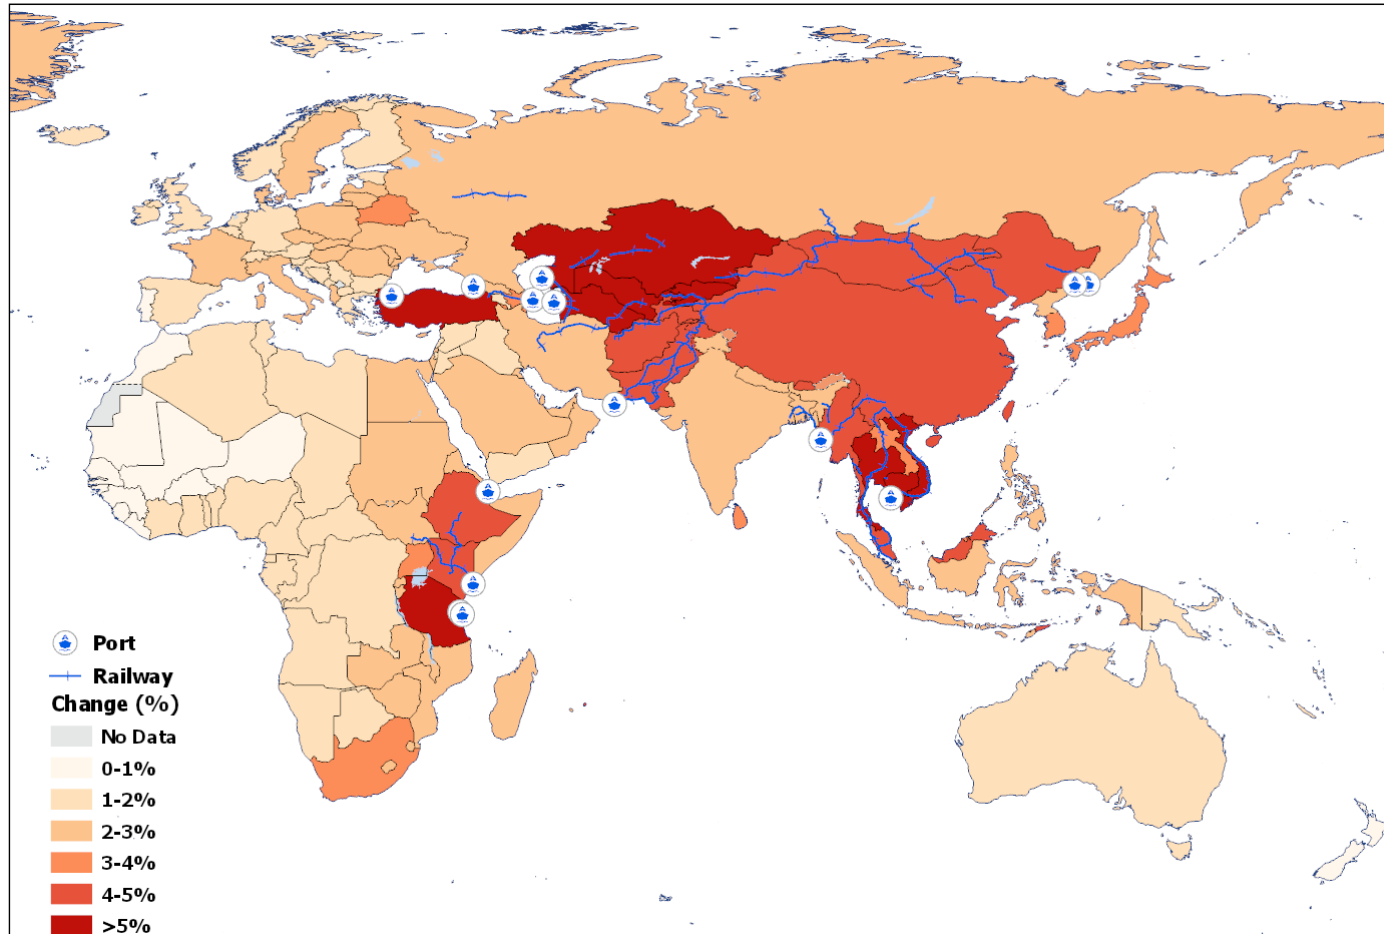 Port
Railway
Change (%)
No Data
0-1%
1-2%
2-3%
3-4%
4-5%
>5%